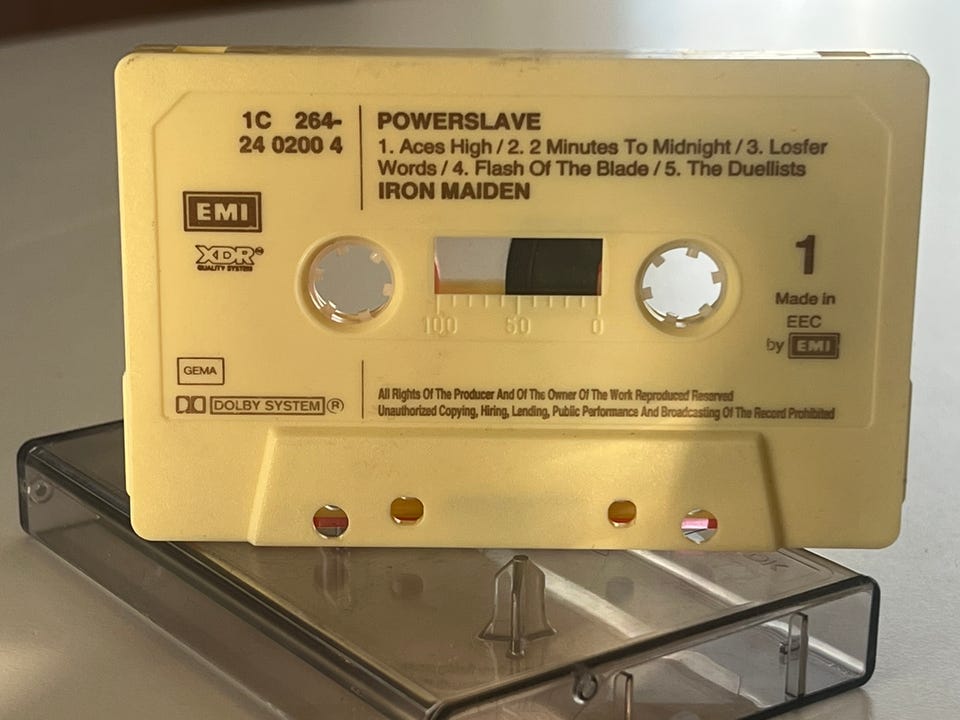 1C 264-
24 0200 4
POWERSLAVE
1. Aces High / 2. 2 Minutes To Midnight / 3. Losfer
Words / 4. Flash Of The Blade / 5. The Duellists
IRON MAIDEN
EMI
XDR
QUALITY SYSTEM
100 50 0
1
Made in
EEC
by EMI
GEMA
DOLBY SYSTEM ®
All Rights Of The Producer And Of The Owner Of The Work Reproduced Reserved
Unauthorized Copying, Hiring, Lending, Public Performance And Broadcasting Of The Record Prohibited